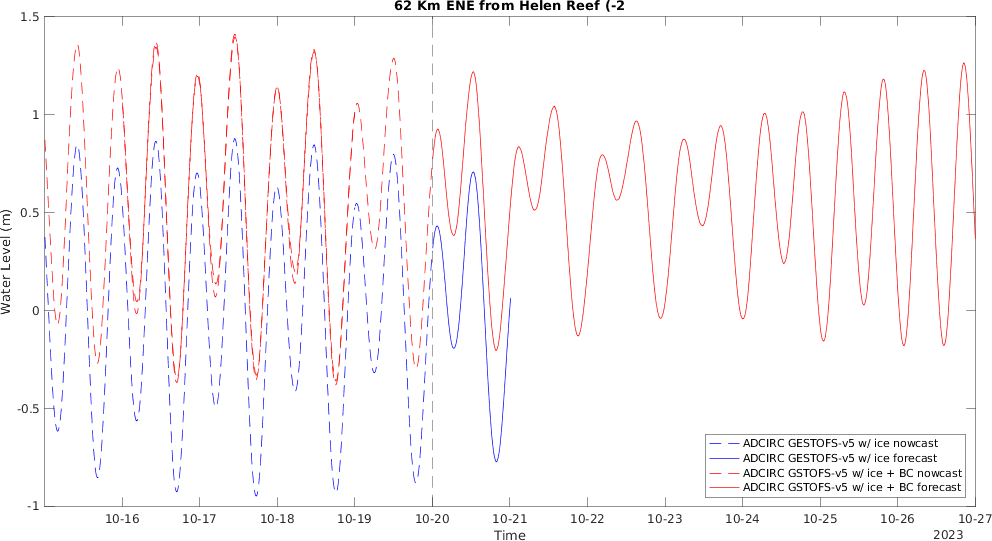 62 Km ENE from Helen Reef (-2
1.5
1
0.5
0
-0.5
-1
Water Level (m)
10-16 10-17 10-18 10-19 10-20 10-21 10-22 10-23 10-24 10-25 10-26 10-27
Time
2023
ADCIRC GESTOFS-v5 w/ ice nowcast
ADCIRC GESTOFS-v5 w/ ice forecast
ADCIRC GSTOFS-v5 w/ ice + BC nowcast
ADCIRC GSTOFS-v5 w/ ice + BC forecast